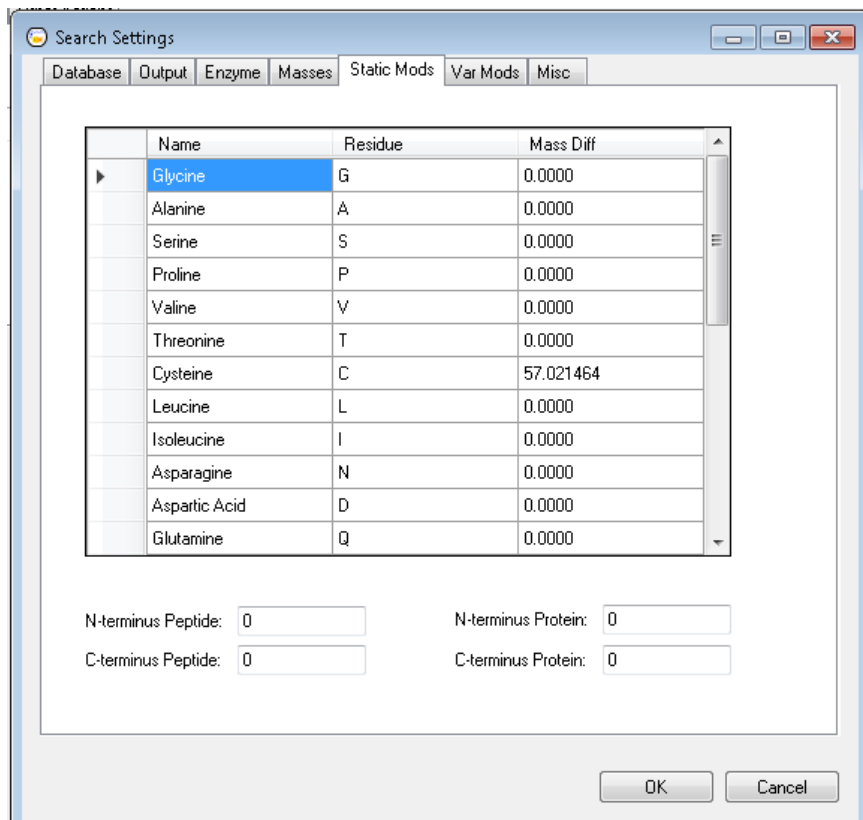 Search Settings
Database Output Enzyme Masses Static Mods Var Mods Misc
Name Residue Mass Diff
Glycine G 0.0000
Alanine A 0.0000
Serine S 0.0000
Proline P 0.0000
Valine V 0.0000
Threonine T 0.0000
Cysteine C 57.021464
Leucine L 0.0000
Isoleucine I 0.0000
Asparagine N 0.0000
Aspartic Acid D 0.0000
Glutamine Q 0.0000
N-terminus Peptide: 0 N-terminus Protein: 0
C-terminus Peptide: 0 C-terminus Protein: 0
OK Cancel